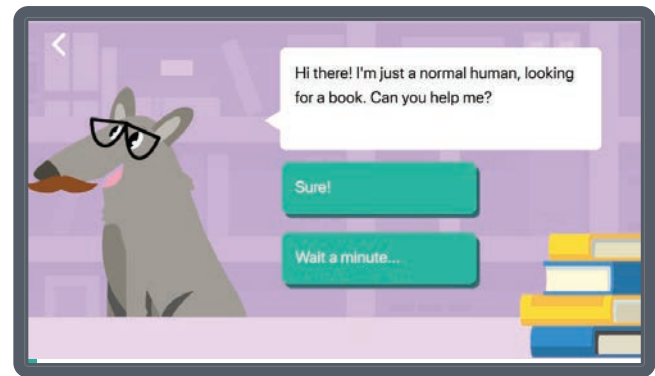 Hi there! I'm just a normal human, looking
for a book. Can you help me?
Sure!
Wait a minute...